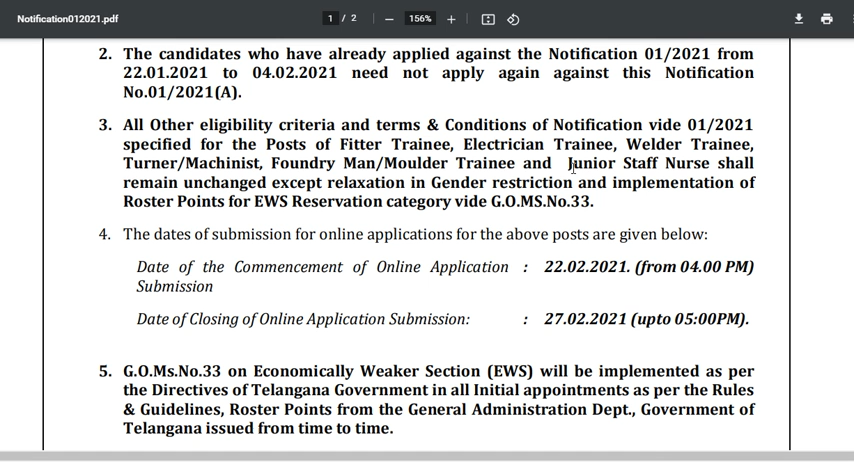 Notification012021.pdf
1 / 2
156%
2. The candidates who have already applied against the Notification 01/2021 from
22.01.2021 to 04.02.2021 need not apply again against this Notification
No.01/2021(A).
3. All Other eligibility criteria and terms & Conditions of Notification vide 01/2021
specified for the Posts of Fitter Trainee, Electrician Trainee, Welder Trainee,
Turner/Machinist, Foundry Man/Moulder Trainee and Junior Staff Nurse shall
remain unchanged except relaxation in Gender restriction and implementation of
Roster Points for EWS Reservation category vide G.O.MS.No.33.
4. The dates of submission for online applications for the above posts are given below:
Date of the Commencement of Online Application : 22.02.2021. (from 04.00 PM)
Submission
Date of Closing of Online Application Submission: : 27.02.2021 (upto 05:00PM).
5. G.O.Ms.No.33 on Economically Weaker Section (EWS) will be implemented as per
the Directives of Telangana Government in all Initial appointments as per the Rules
& Guidelines, Roster Points from the General Administration Dept., Government of
Telangana issued from time to time.